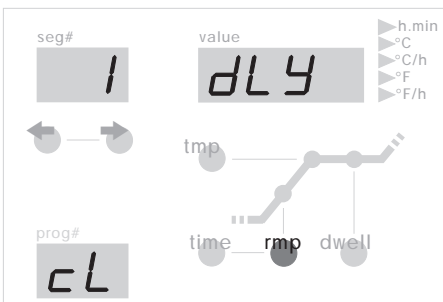 seg#
value
h.min
°C
°C/h
°F
°F/h
1
dLY
tmp
prog#
time
rmp
dwell
cL